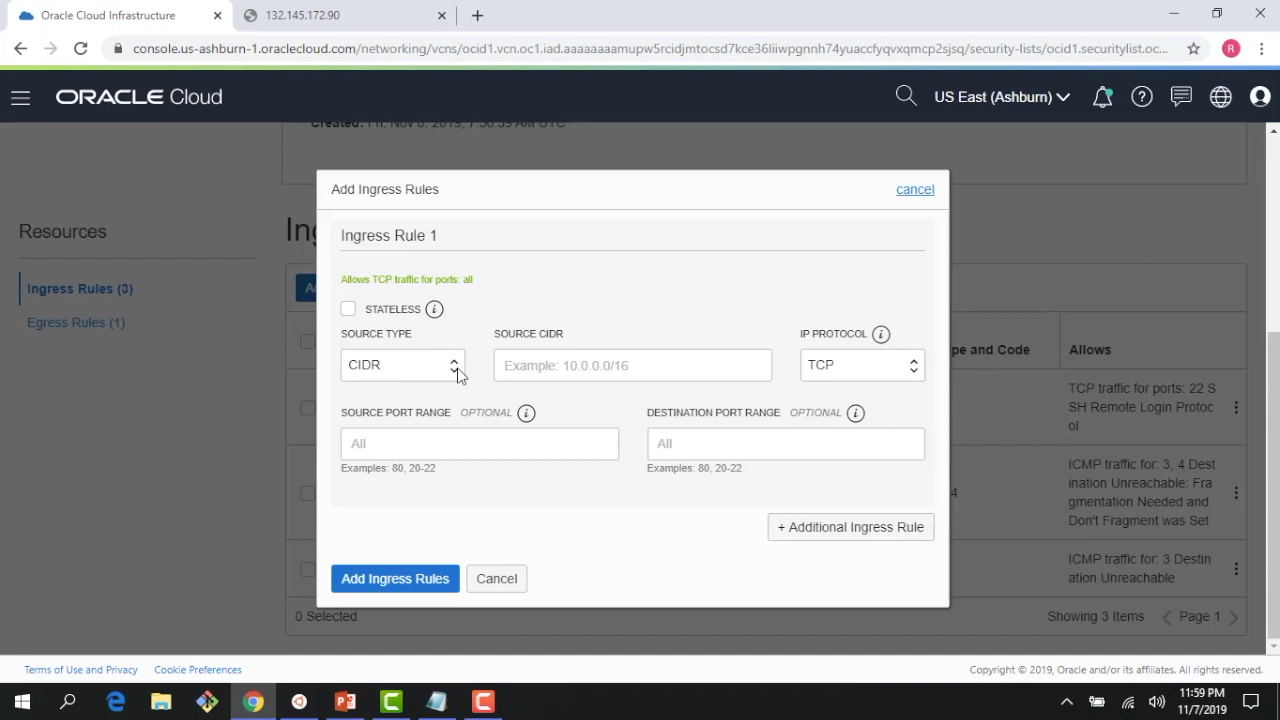 Oracle Cloud Infrastructure
132.145.172.90
console.us-ashburn-1.oraclecloud.com/networking/vcns/ocid1.vcn.oc1.iad.aaaaaaaamupw5rcidjmtocsd7kce36liiwpgnnh74yuaccfyqvxqmcp2sjsq/security-lists/ocid1.securitylist.oc...
R
ORACLE Cloud
US East (Ashburn)
Add Ingress Rules
cancel
Resources
Ingress Rules (3)
Egress Rules (1)
Ingress Rule 1
Allows TCP traffic for ports: all
STATELESS
SOURCE TYPE
SOURCE CIDR
IP PROTOCOL
CIDR
Example: 10.0.0.0/16
TCP
SOURCE PORT RANGE OPTIONAL
DESTINATION PORT RANGE OPTIONAL
All
All
Examples: 80, 20-22
Examples: 80, 20-22
+ Additional Ingress Rule
Add Ingress Rules
Cancel
pe and Code
Allows
TCP traffic for ports: 22 S
SH Remote Login Protoc
ol
4
ICMP traffic for: 3, 4 Dest
ination Unreachable: Fra
gmentation Needed and
Don't Fragment was Set
ICMP traffic for: 3 Destin
ation Unreachable
0 Selected
Showing 3 Items
Page 1
Terms of Use and Privacy
Cookie Preferences
Copyright © 2019, Oracle and/or its affiliates. All rights reserved.
11:59 PM
11/7/2019